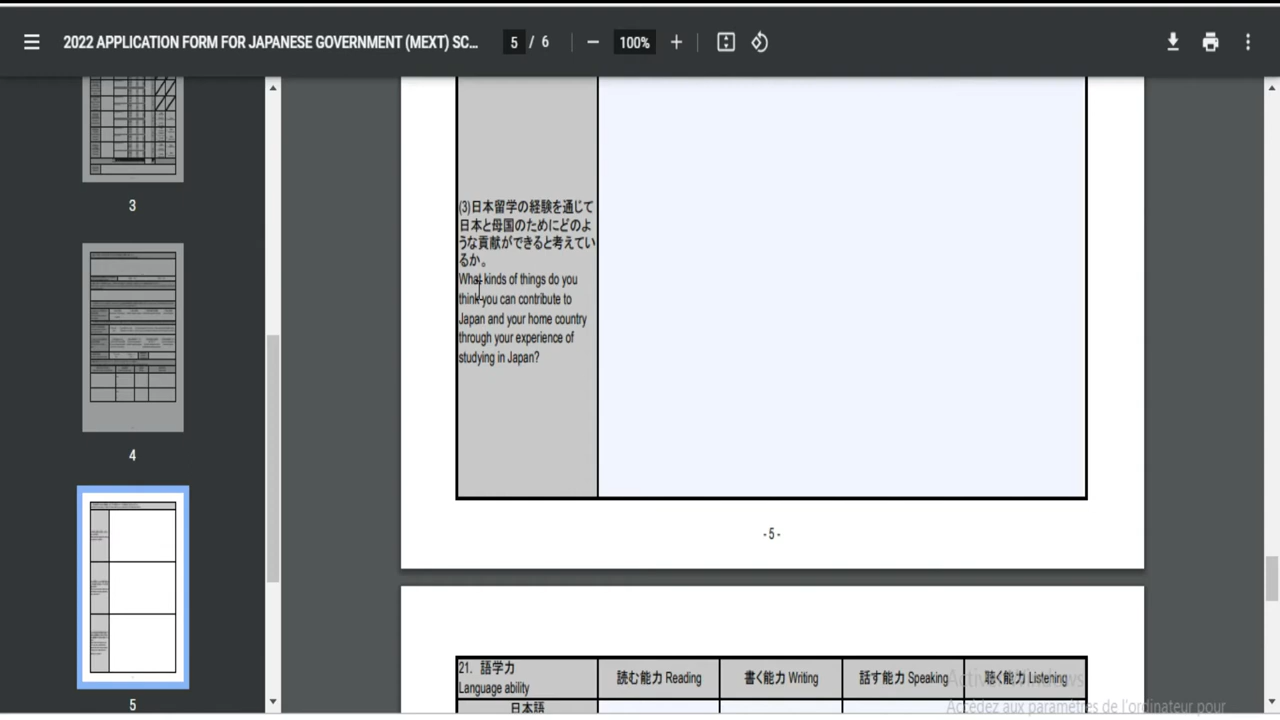 2022 APPLICATION FORM FOR JAPANESE GOVERNMENT (MEXT) SC...
5 / 6
100%
3
4
5
(3)日本留学の経験を通じて
日本と母国のためにどのよ
うな貢献ができると考えてい
るか。
What kinds of things do you
think you can contribute to
Japan and your home country
through your experience of
studying in Japan?
- 5 -
21. 語学力
Language ability
読む能力 Reading
書く能力 Writing
話す能力 Speaking
聴く能力 Listening
日本語
Accédez aux paramètres de l'ordinateur pour